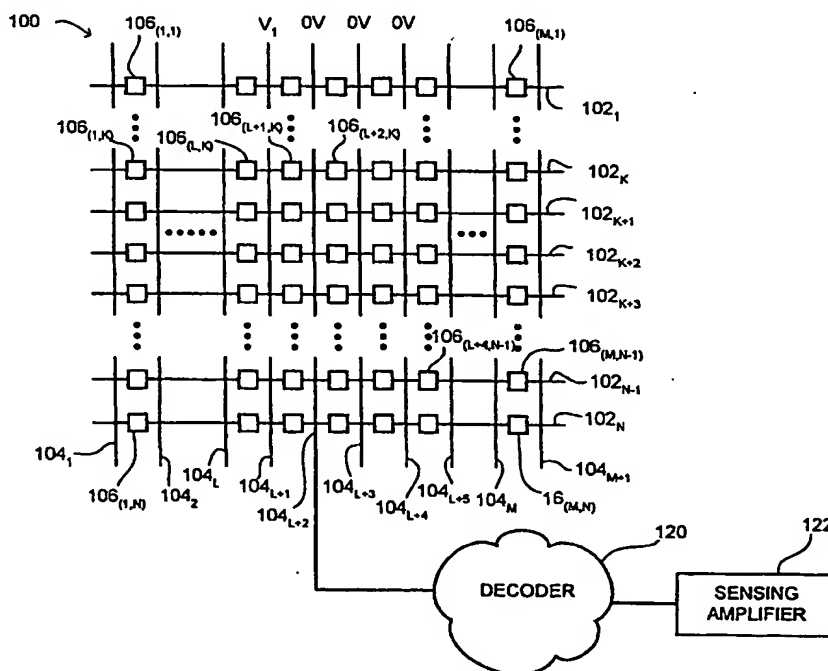 100
106(1,1)
V1 0V 0V 0V
106(M,1)
1021
106(1,K)
106(L,K)
106(L+1,K)
106(L+2,K)
102K
102K+1
102K+2
102K+3
106(L+4,N-1)
106(M,N-1)
102N-1
102N
1041
106(1,N)
1042
104L
104L+1
104L+2
104L+3
104L+4
104L+5
104M
16(M,N)
104M+1
120
122
DECODER
SENSING
AMPLIFIER